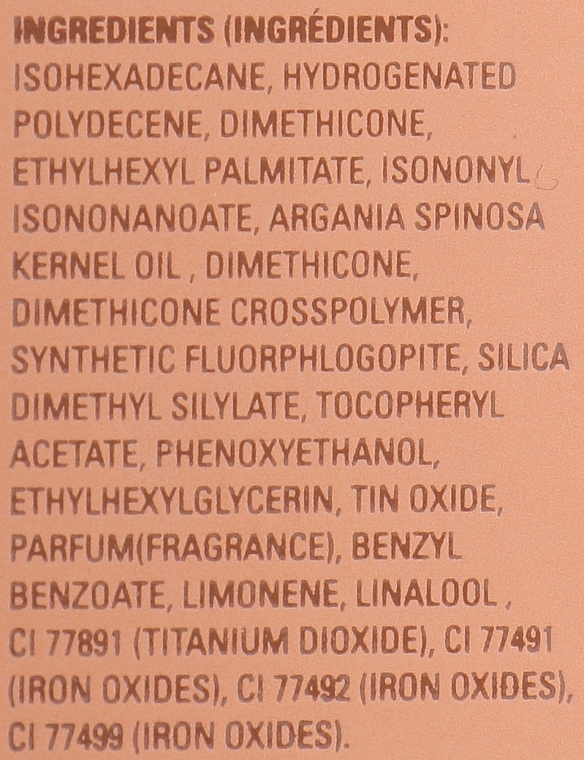 INGREDIENTS (INGRÉDIENTS):
ISOHEXADECANE, HYDROGENATED
POLYDECENE, DIMETHICONE,
ETHYLHEXYL PALMITATE, ISONONYL
ISONONANOATE, ARGANIA SPINOSA
KERNEL OIL , DIMETHICONE,
DIMETHICONE CROSSPOLYMER,
SYNTHETIC FLUORPHLOGOPITE, SILICA
DIMETHYL SILYLATE, TOCOPHERYL
ACETATE, PHENOXYETHANOL,
ETHYLHEXYLGLYCERIN, TIN OXIDE,
PARFUM(FRAGRANCE), BENZYL
BENZOATE, LIMONENE, LINALOOL ,
CI 77891 (TITANIUM DIOXIDE), CI 77491
(IRON OXIDES), CI 77492 (IRON OXIDES),
CI 77499 (IRON OXIDES).